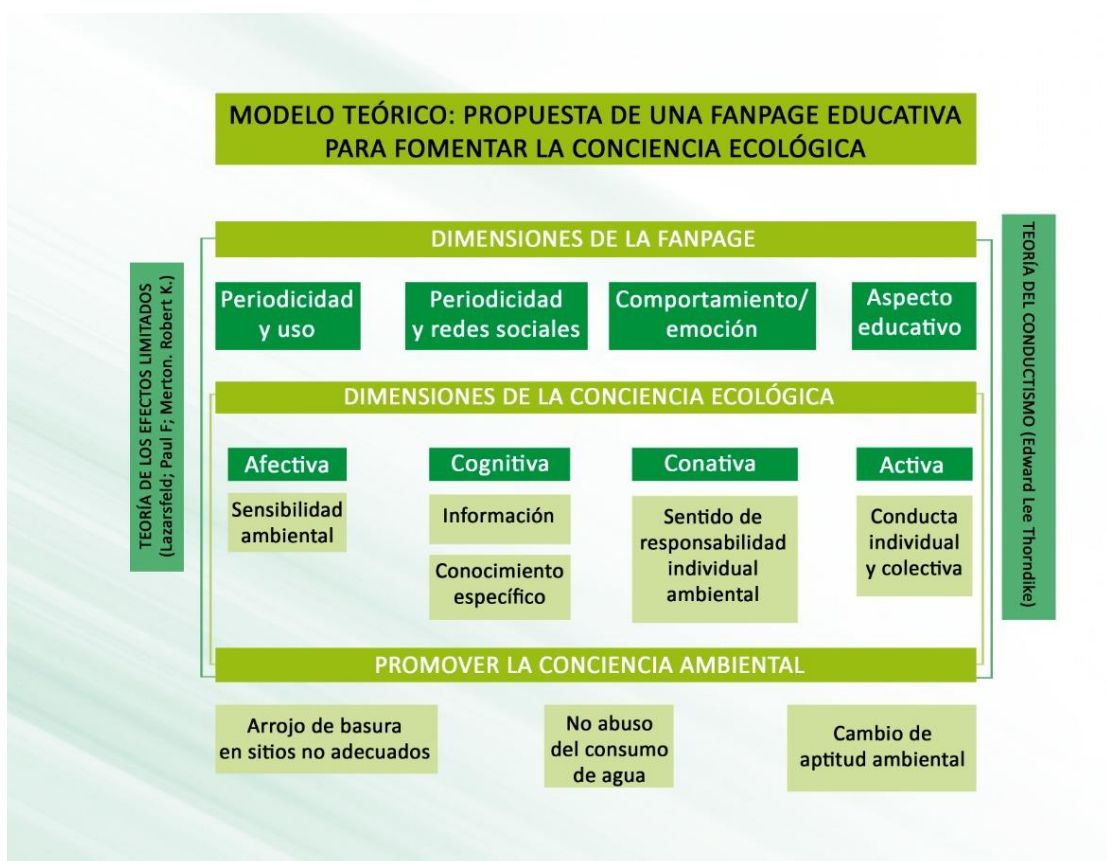 MODELO TEÓRICO: PROPUESTA DE UNA FANPAGE EDUCATIVA
PARA FOMENTAR LA CONCIENCIA ECOLÓGICA
DIMENSIONES DE LA FANPAGE
Periodicidad
y uso
Periodicidad
y redes sociales
Comportamiento/
emoción
Aspecto
educativo
DIMENSIONES DE LA CONCIENCIA ECOLÓGICA
Afectiva
Sensibilidad
ambiental
Cognitiva
Información
Conocimiento
específico
Conativa
Sentido de
responsabilidad
individual
ambiental
Activa
Conducta
individual
y colectiva
PROMOVER LA CONCIENCIA AMBIENTAL
Arrojo de basura
en sitios no adecuados
No abuso
del consumo
de agua
Cambio de
aptitud ambiental
TEORÍA DE LOS EFECTOS LIMITADOS
(Lazarsfeld; Paul F; Merton. Robert K.)
TEORÍA DEL CONDUCTISMO (Edward Lee Thorndike)